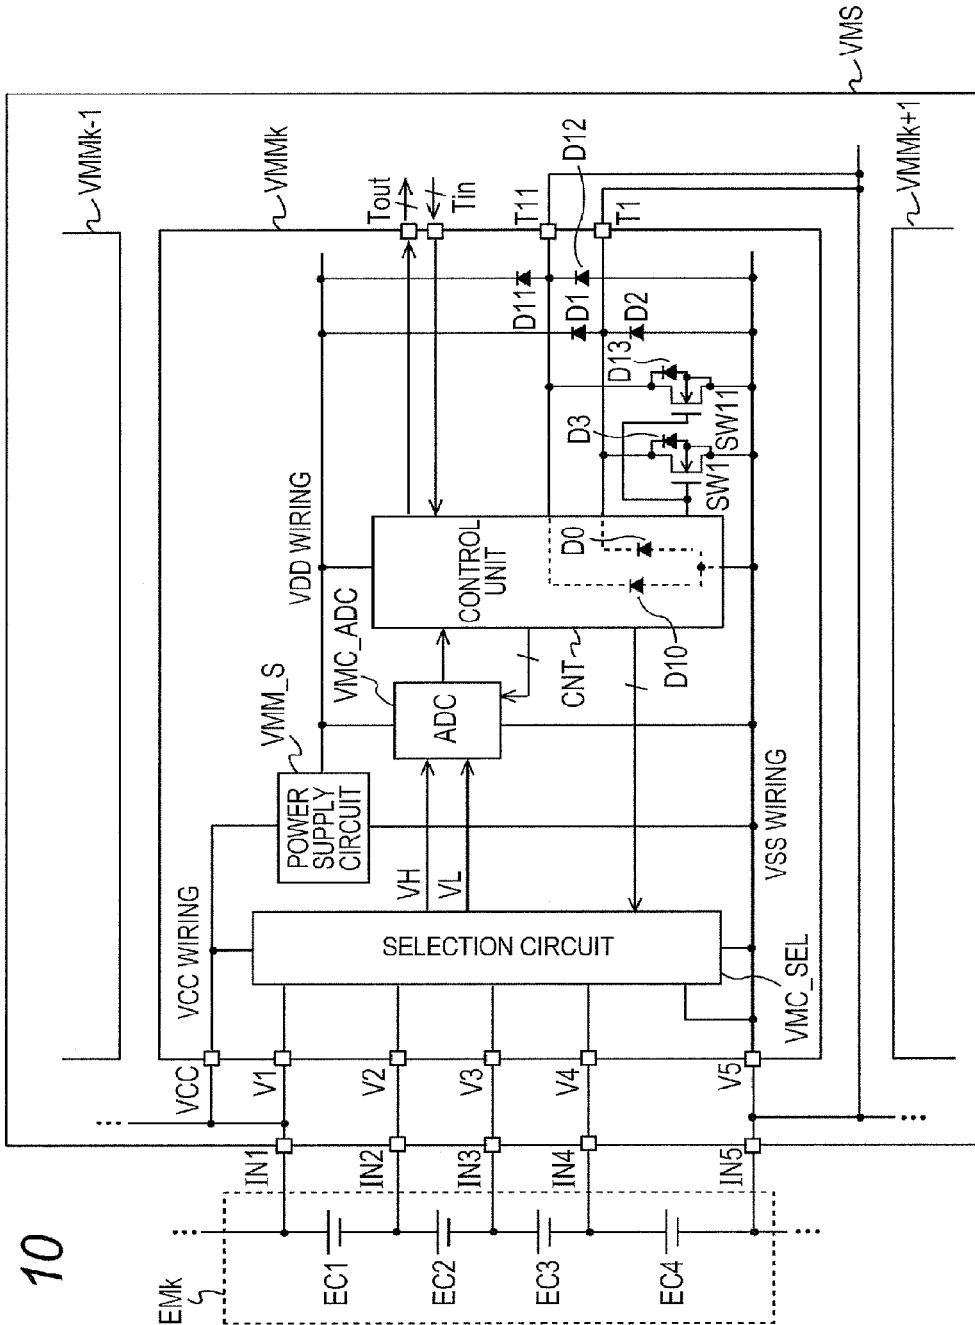 10
VMS
VMMk-1
VMMk
VMMk+1
Tout
Tin
T11
T1
D12
D11
D1
D2
D13
D3
SW11
SW1
VDD WIRING
CONTROL
UNIT
D0
D10
CNT
VMC_ADC
ADC
VMM_S
POWER
SUPPLY
CIRCUIT
VH
VL
VSS WIRING
VCC WIRING
SELECTION CIRCUIT
VMC_SEL
VCC
V1
V2
V3
V4
V5
IN1
IN2
IN3
IN4
IN5
EMk
EC1
EC2
EC3
EC4